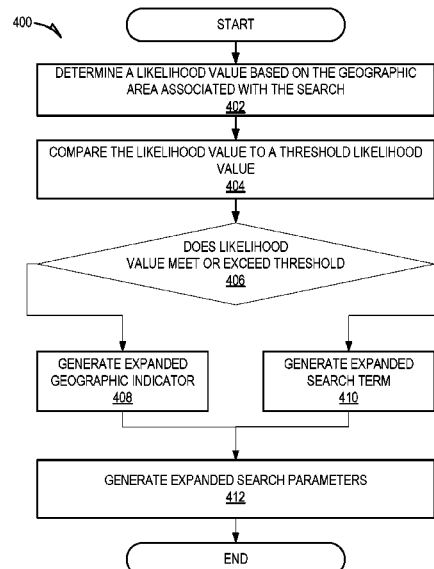 400
START
DETERMINE A LIKELIHOOD VALUE BASED ON THE GEOGRAPHIC
AREA ASSOCIATED WITH THE SEARCH
402
COMPARE THE LIKELIHOOD VALUE TO A THRESHOLD LIKELIHOOD
VALUE
404
DOES LIKELIHOOD
VALUE MEET OR EXCEED THRESHOLD
406
GENERATE EXPANDED
GEOGRAPHIC INDICATOR
408
GENERATE EXPANDED
SEARCH TERM
410
GENERATE EXPANDED SEARCH PARAMETERS
412
END